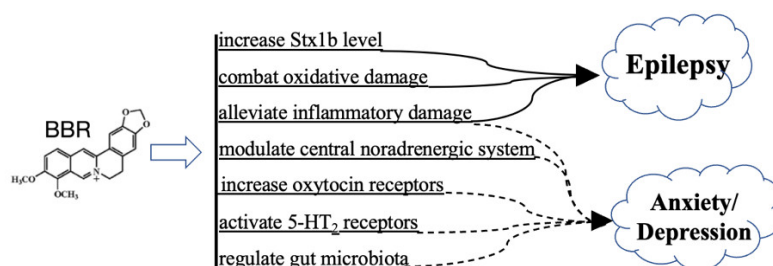 increase Stx1b level
combat oxidative damage
alleviate inflammatory damage
modulate central noradrenergic system
increase oxytocin receptors
activate 5-HT₂ receptors
regulate gut microbiota
BBR
O
O
N+
H₃CO
OCH₃
Epilepsy
Anxiety/
Depression